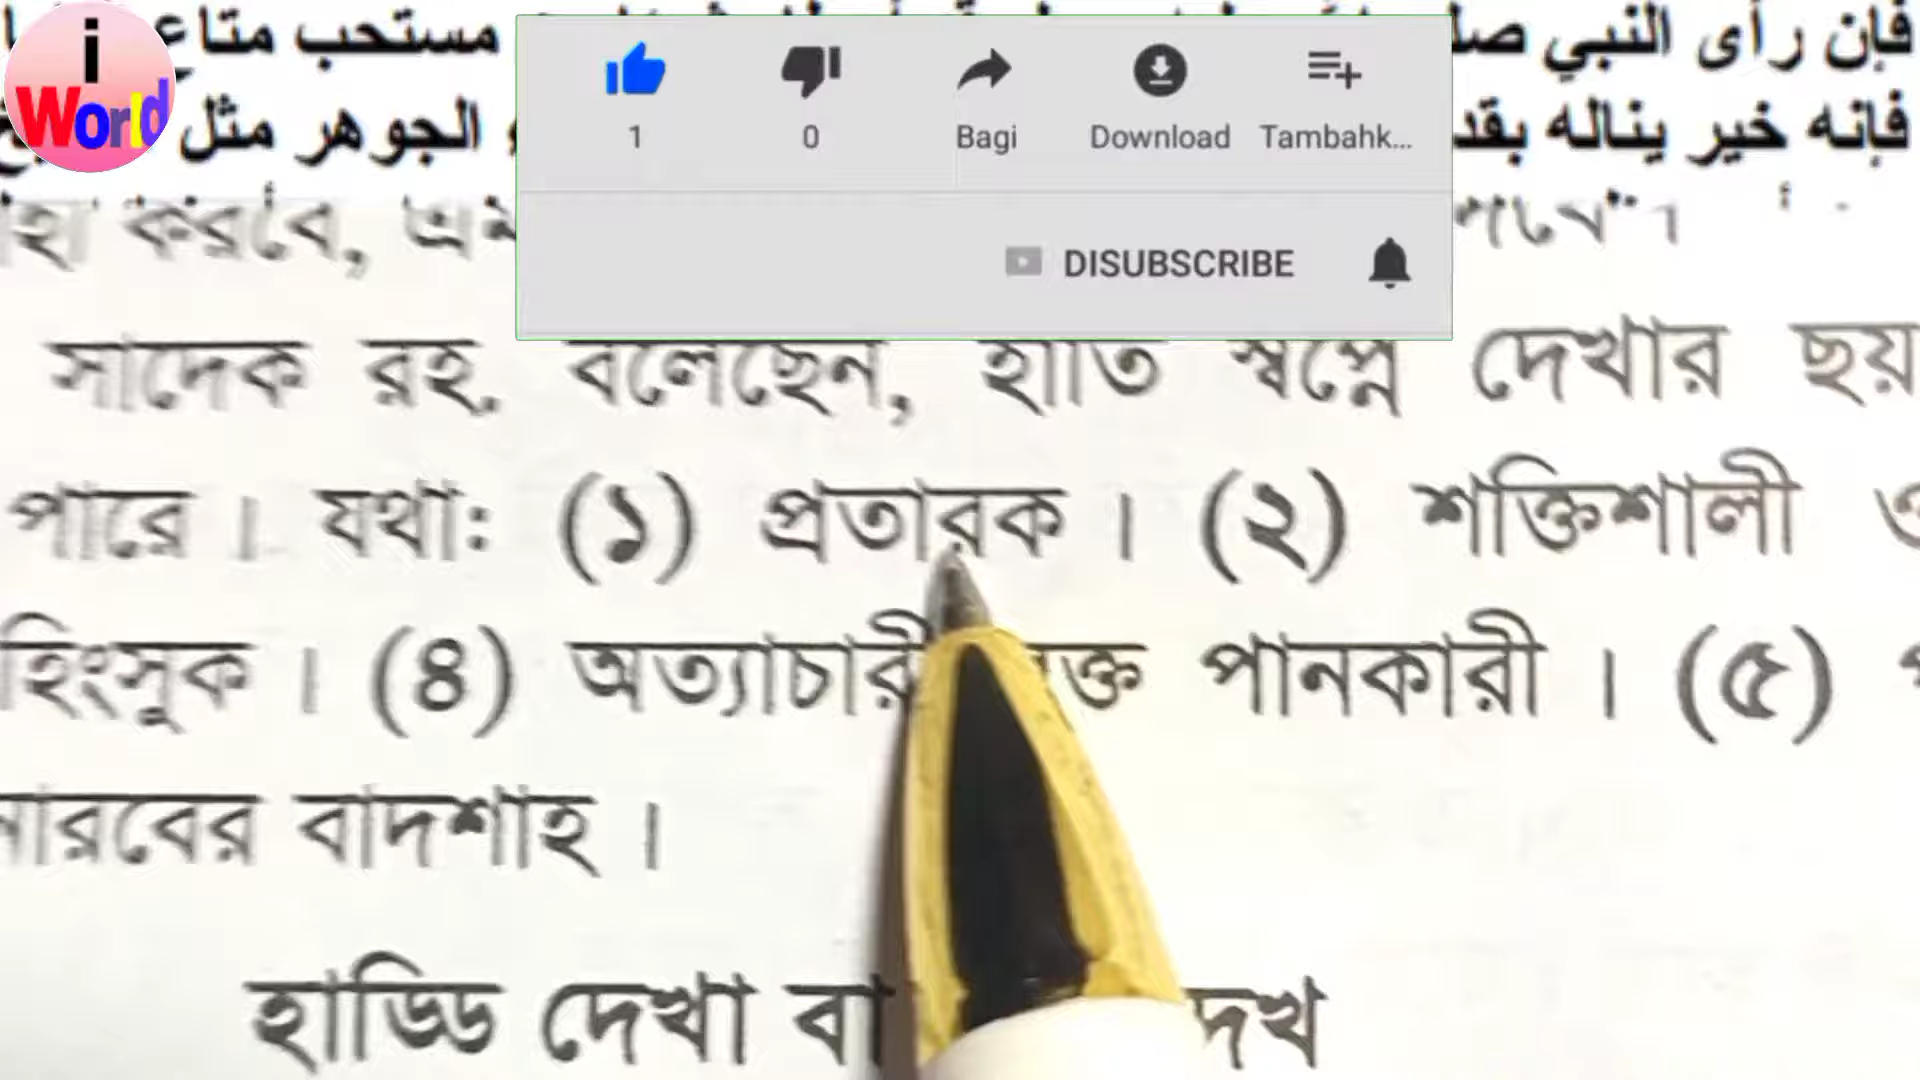 فإن رأى النبي مستحب متاع
فإنه خير يناله بقد الجوهر مثل
i
World
1
0
Bagi
Download
Tambahk...
DISUBSCRIBE
করবে,
সাদেক রহ. বলেছেন, হাতি স্বপ্নে দেখার ছয়
পারে । যথাঃ (১) প্রতারক । (২) শক্তিশালী
হিংসুক । (৪) অত্যাচারী পানকারী । (৫)
বাদশাহ ।
হাড্ডি দেখা বা